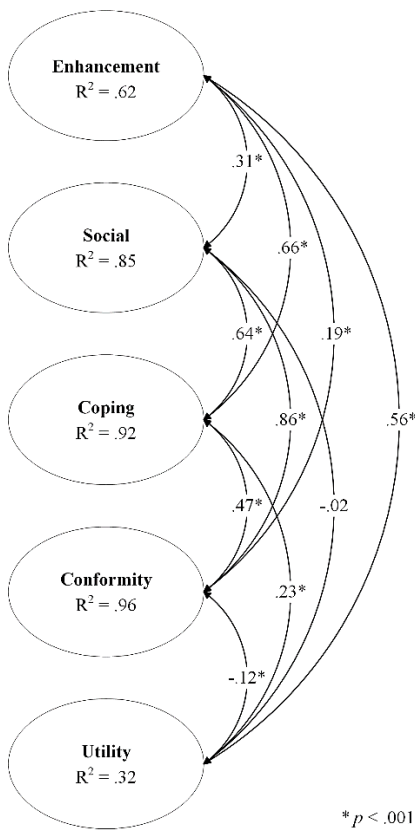 Enhancement
R² = .62
.31*
Social
R² = .85
.66*
.64*
.19*
Coping
R² = .92
.86*
.56*
.47*
-.02
Conformity
R² = .96
.23*
-.12*
Utility
R² = .32
*p < .001